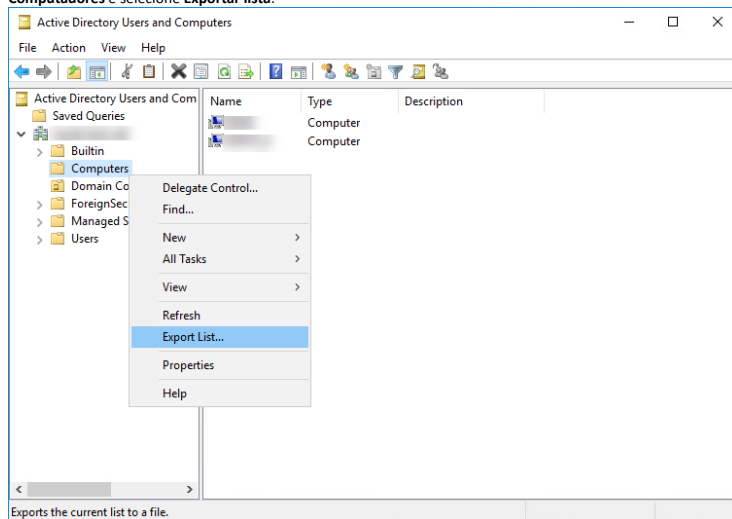 Computadores e selecione Exportar lista.
Active Directory Users and Computers
File Action View Help
Active Directory Users and Com
Saved Queries
Builtin
Computers
Domain Co
ForeignSec
Managed S
Users
Name Type Description
Computer
Computer
Delegate Control...
Find...
New
All Tasks
View
Refresh
Export List...
Properties
Help
Exports the current list to a file.